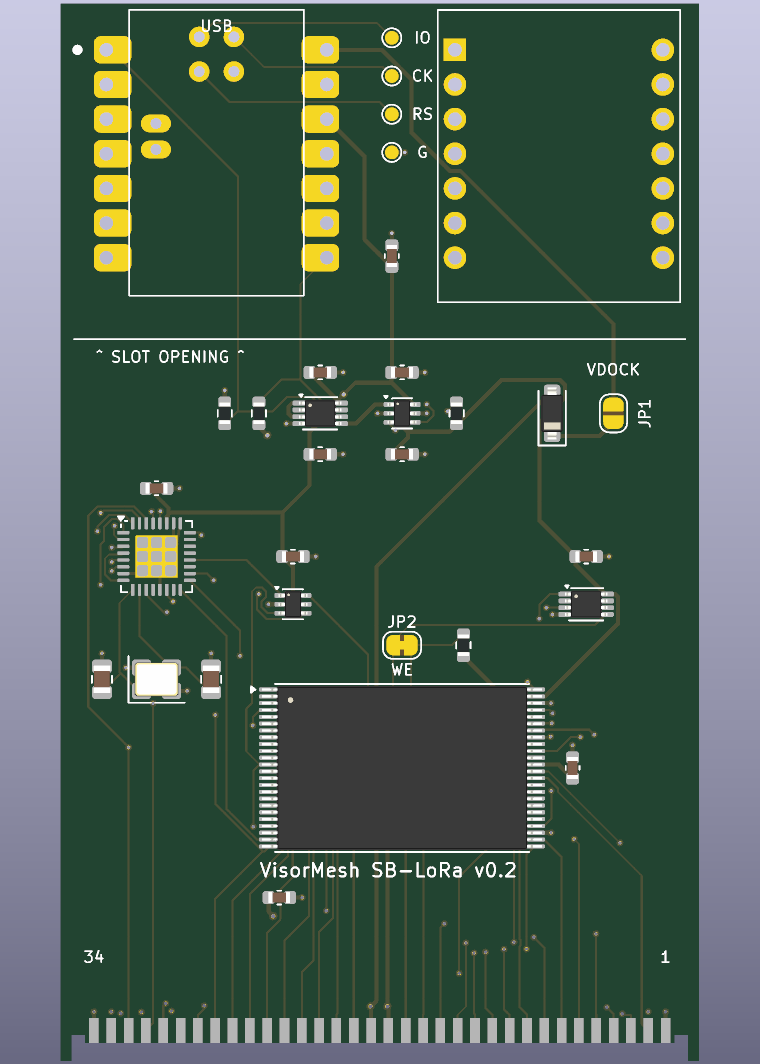 USB
IO
CK
RS
G
^ SLOT OPENING ^
VDOCK
JP1
JP2
WE
VisorMesh SB-LoRa v0.2
34
1